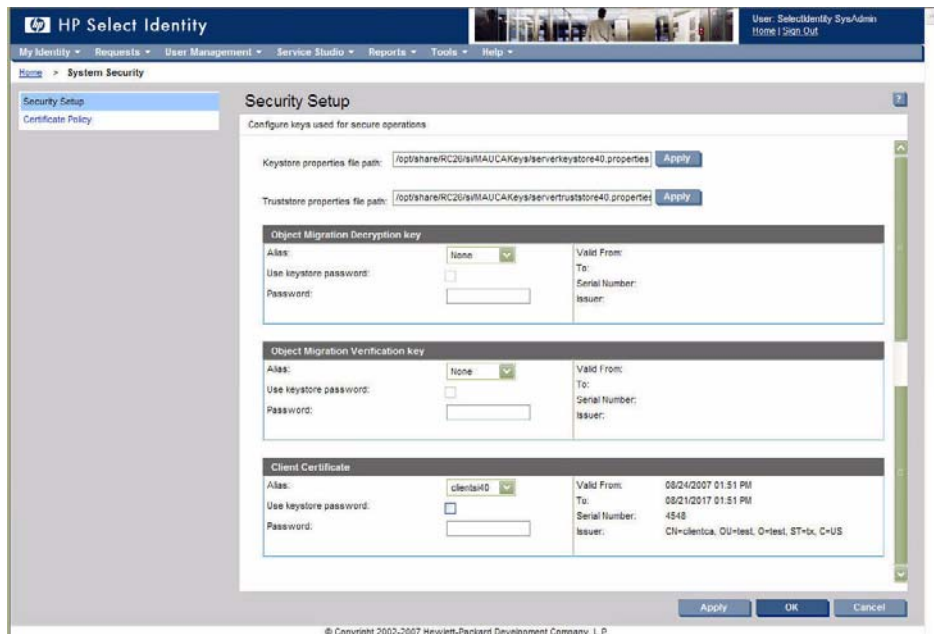 hp HP Select Identity
User: SelectIdentity SysAdmin
Home | Sign Out
My Identity Requests User Management Service Studio Reports Tools Help
Home > System Security
Security Setup
Certificate Policy
Security Setup
?
Configure keys used for secure operations
Keystore properties file path: /opt/share/RC26/si/MAUCAKeys/serverkeystore40.properties Apply
Truststore properties file path: /opt/share/RC26/si/MAUCAKeys/servertruststore40.properties Apply
Object Migration Decryption key
Alias: None Valid From:
To:
Use keystore password:
Serial Number:
Password:
Issuer:
Object Migration Verification key
Alias: None Valid From:
To:
Use keystore password:
Serial Number:
Password:
Issuer:
Client Certificate
Alias: clientsi40 Valid From: 08/24/2007 01:51 PM
To: 08/21/2017 01:51 PM
Use keystore password:
Serial Number: 4548
Password:
Issuer: CN=clientca, OU=test, O=test, ST=tx, C=US
Apply OK Cancel
© Copyright 2002-2007 Hewlett-Packard Development Company, L.P.